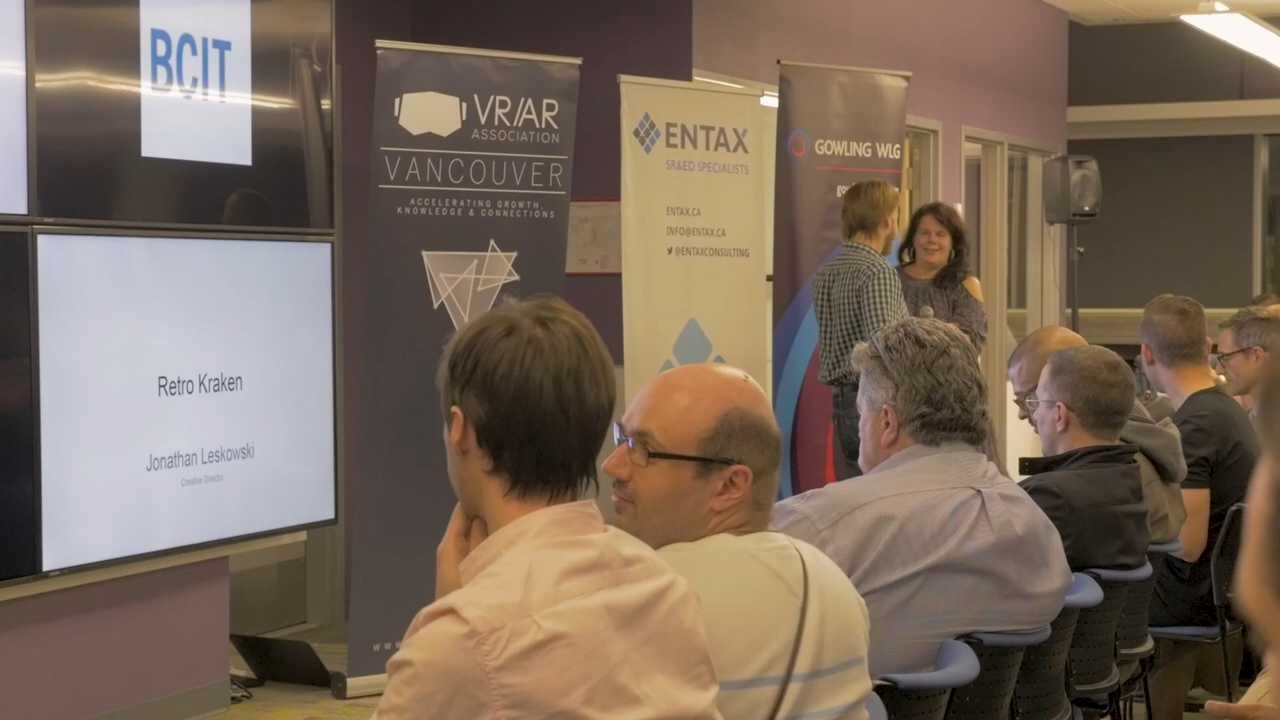 BCIT
Retro Kraken
Jonathan Leskowski
Creative Director
VR/AR
ASSOCIATION
VANCOUVER
ACCELERATING GROWTH,
KNOWLEDGE & CONNECTIONS
ENTAX
SR&ED SPECIALISTS
ENTAX.CA
INFO@ENTAX.CA
@ENTAXCONSULTING
GOWLING WLG